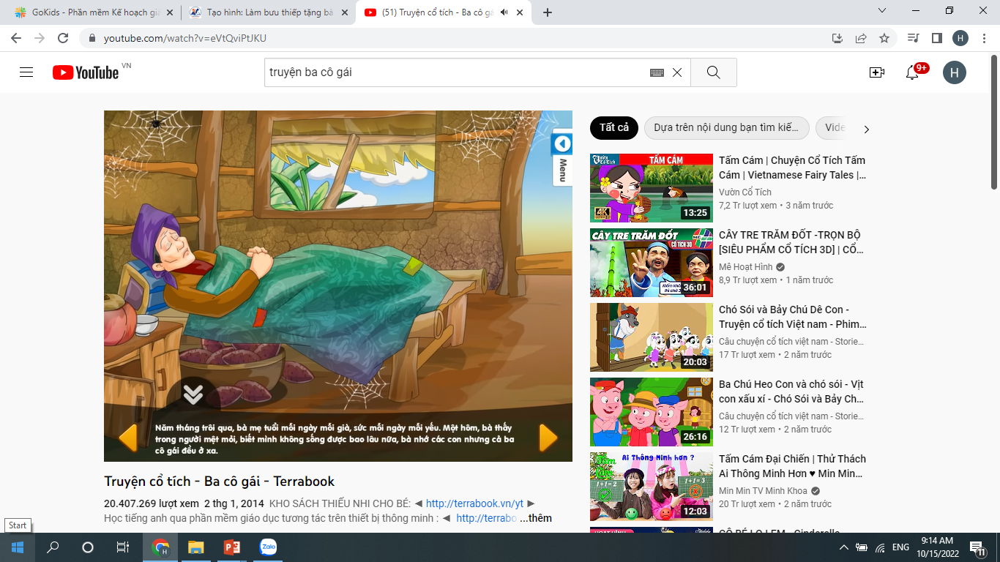 GoKids - Phần mềm Kế hoạch gia
Tạo hình: Làm bưu thiếp tặng bà
(51) Truyện cổ tích - Ba cô gá
youtube.com/watch?v=eVtQviPtJKU
H
YouTube VN
truyện ba cô gái
9+
H
Menu
Năm tháng trôi qua, bà mẹ tuổi mỗi ngày mỗi già, sức mỗi ngày mỗi yếu. Một hôm, bà thấy
trong người mệt mỏi, biết mình không sống được bao lâu nữa, bà nhớ các con nhưng cả ba
cô gái đều ở xa.
Truyện cổ tích - Ba cô gái - Terrabook
20.407.269 lượt xem 2 thg 1, 2014 KHO SÁCH THIẾU NHI CHO BÉ: ◄ http://terrabook.vn/yt ►
Học tiếng anh qua phần mềm giáo dục tương tác trên thiết bị thông minh : ◄ http://terrabo ...thêm
Tất cả
Dựa trên nội dung bạn tìm kiế...
Vide
Vườn Cổ Tích
TẤM CÁM
4K
13:25
Tấm Cám | Chuyện Cổ Tích Tấm
Cám | Vietnamese Fairy Tales |...
Vườn Cổ Tích
7,2 Tr lượt xem • 3 năm trước
CÂY TRE TRĂM ĐỐT
36:01
CÂY TRE TRĂM ĐỐT -TRỌN BỘ
[SIÊU PHẨM CỔ TÍCH 3D] | CỔ...
Mê Hoạt Hình
8,9 Tr lượt xem • 1 năm trước
20:03
Chó Sói và Bảy Chú Dê Con -
Truyện cổ tích Việt nam - Phim...
Câu chuyện cổ tích việt nam - Storie...
17 Tr lượt xem • 2 năm trước
26:16
Ba Chú Heo Con và chó sói - Vịt
con xấu xí - Chó Sói và Bảy Ch...
Câu chuyện cổ tích việt nam - Storie...
12 Tr lượt xem • 2 năm trước
Ai Thông Minh hơn ?
Tấm Cám
1+1=2
1+1=3
12:03
Tấm Cám Đại Chiến | Thử Thách
Ai Thông Minh Hơn ♥ Min Min...
Min Min TV Minh Khoa
20 Tr lượt xem • 2 năm trước
Start
Zalo
ENG
9:14 AM
10/15/2022
11